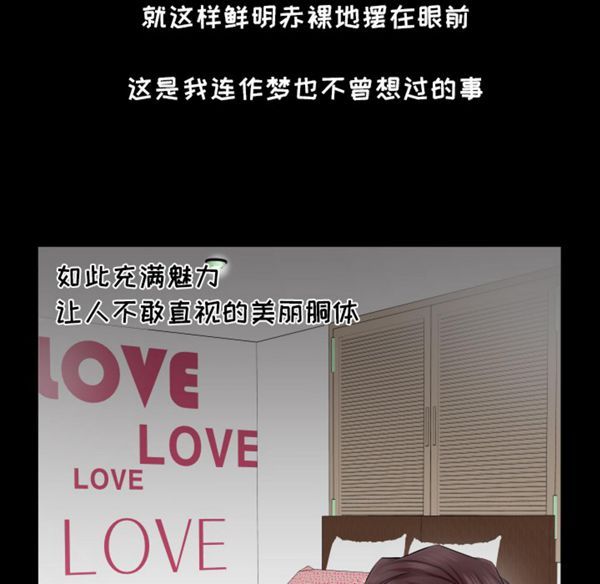 就这样鲜明赤裸地摆在眼前
这是我连作梦也不曾想过的事
如此充满魅力
让人不敢直视的美丽胴体
LOVE
LOVE
LOVE
LOVE